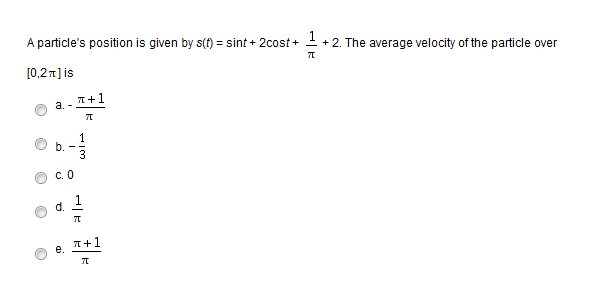 A particle's position is given by s(t) = sint + 2cost + 1/π + 2. The average velocity of the particle over
[0,2π] is
a. - π+1/π
b. - 1/3
c. 0
d. 1/π
e. π+1/π